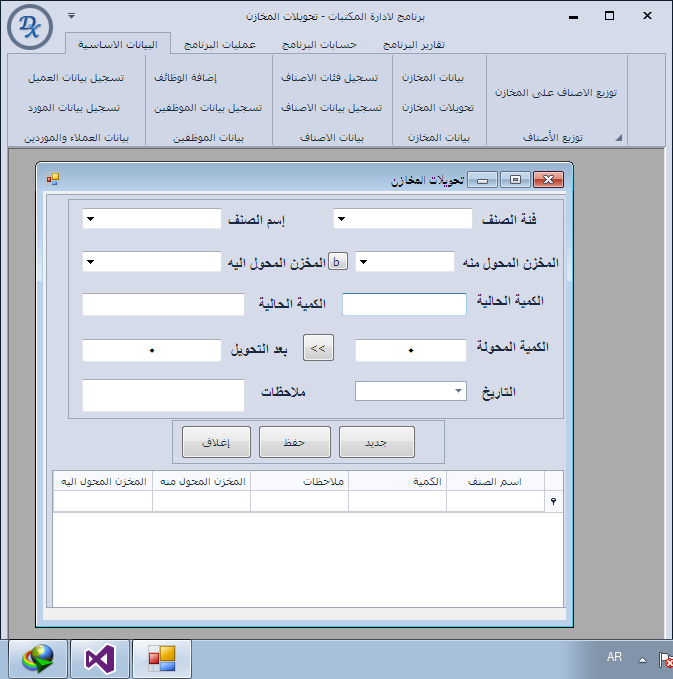 برنامج لادارة المكتبات - تحويلات المخازن
البيانات الاساسية عمليات البرنامج حسابات البرنامج تقارير البرنامج
تسجيل بيانات العميل إضافة الوظائف تسجيل فئات الاصناف بيانات المخازن توزيع الاصناف على المخازن
تسجيل بيانات المورد تسجيل بيانات الموظفين تسجيل بيانات الاصناف تحويلات المخازن
بيانات العملاء والموردين بيانات الموظفين بيانات الاصناف بيانات المخازن توزيع الأصناف
تحويلات المخازن
فئة الصنف إسم الصنف
المخزن المحول منه b المخزن المحول اليه
الكمية الحالية الكمية الحالية
الكمية المحولة ٠ >> بعد التحويل ٠
التاريخ ملاحظات
جديد حفظ إغلاق
اسم الصنف الكمية ملاحظات المخزن المحول منه المخزن المحول اليه
AR